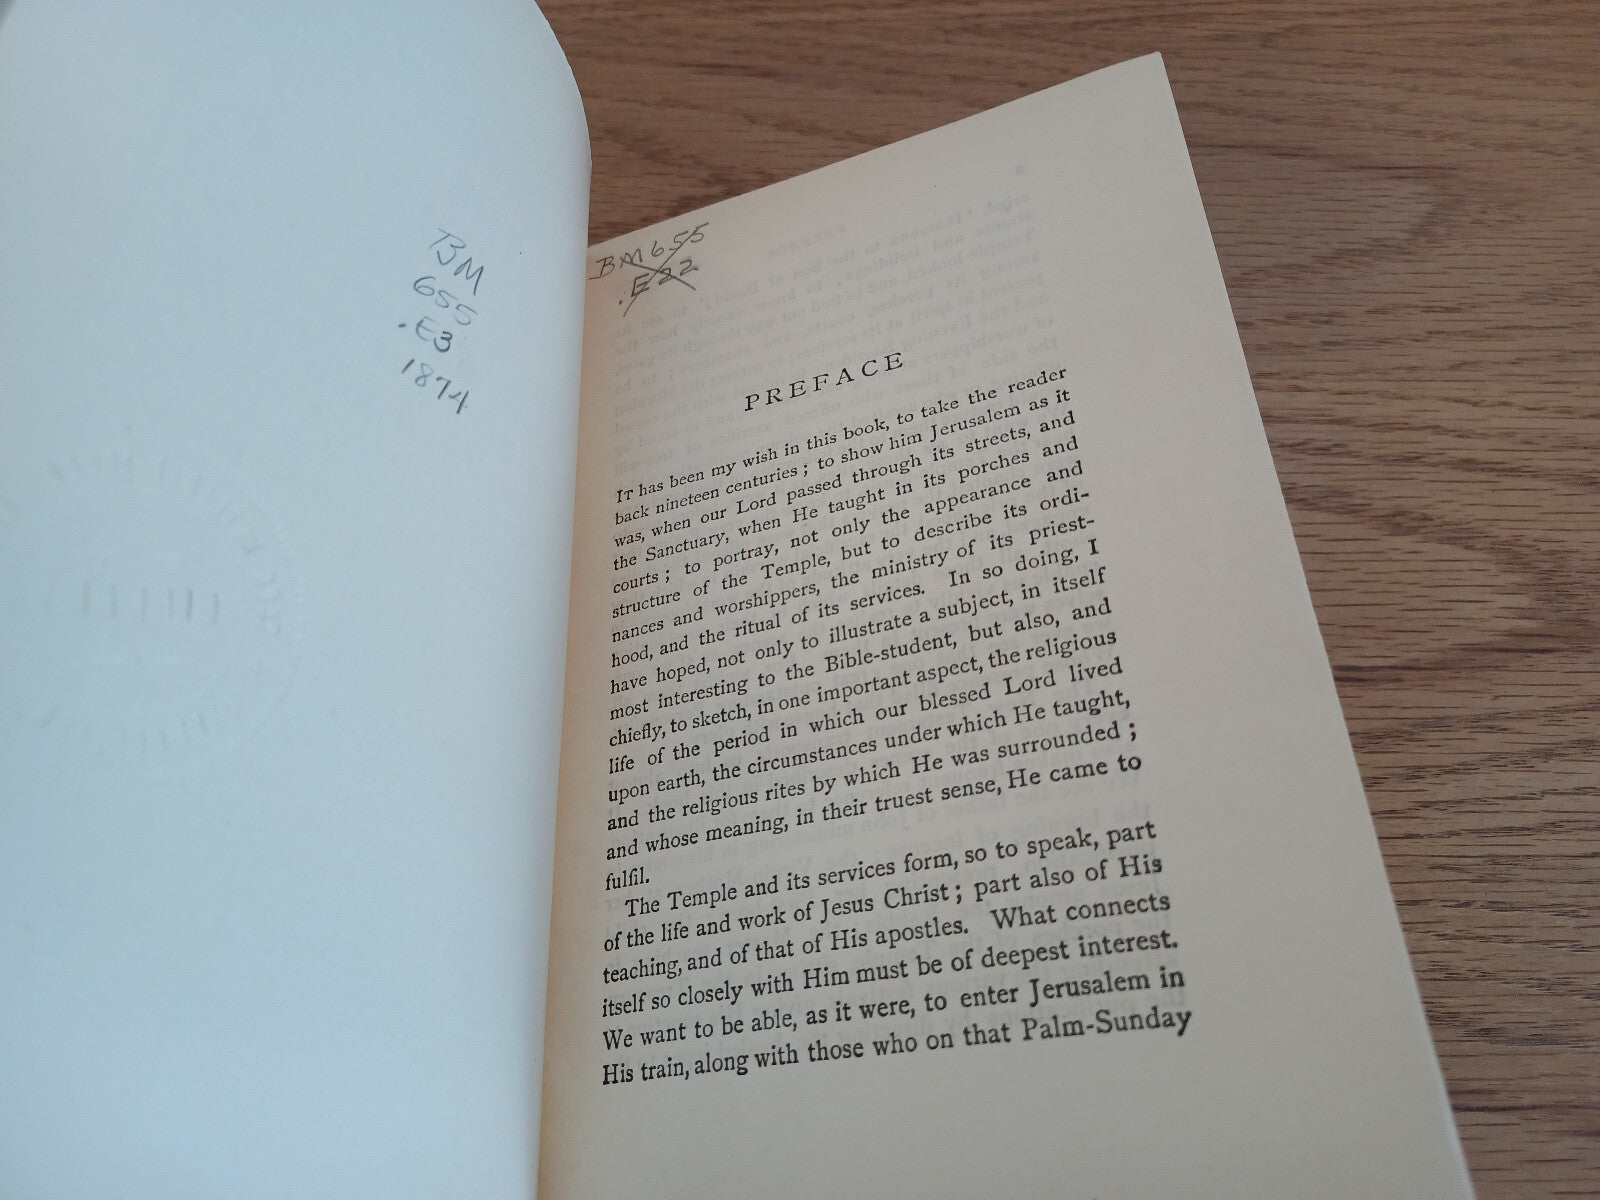 BM
655
.E3
1874
BM655
.E22
PREFACE
IT has been my wish in this book, to take the reader
back nineteen centuries ; to show him Jerusalem as it
was, when our Lord passed through its streets, and
the Sanctuary, when He taught in its porches and
courts ; to portray, not only the appearance and
structure of the Temple, but to describe its ordi-
nances and worshippers, the ministry of its priest-
hood, and the ritual of its services. In so doing, I
have hoped, not only to illustrate a subject, in itself
most interesting to the Bible-student, but also, and
chiefly, to sketch, in one important aspect, the religious
life of the period in which our blessed Lord lived
upon earth, the circumstances under which He taught,
and the religious rites by which He was surrounded ;
and whose meaning, in their truest sense, He came to
fulfil.
The Temple and its services form, so to speak, part
of the life and work of Jesus Christ ; part also of His
teaching, and of that of His apostles. What connects
itself so closely with Him must be of deepest interest.
We want to be able, as it were, to enter Jerusalem in
His train, along with those who on that Palm-Sunday